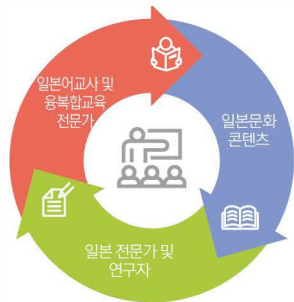 일본어교사 및
융복합교육
전문가
일본문화
콘텐츠
일본 전문가 및
연구자